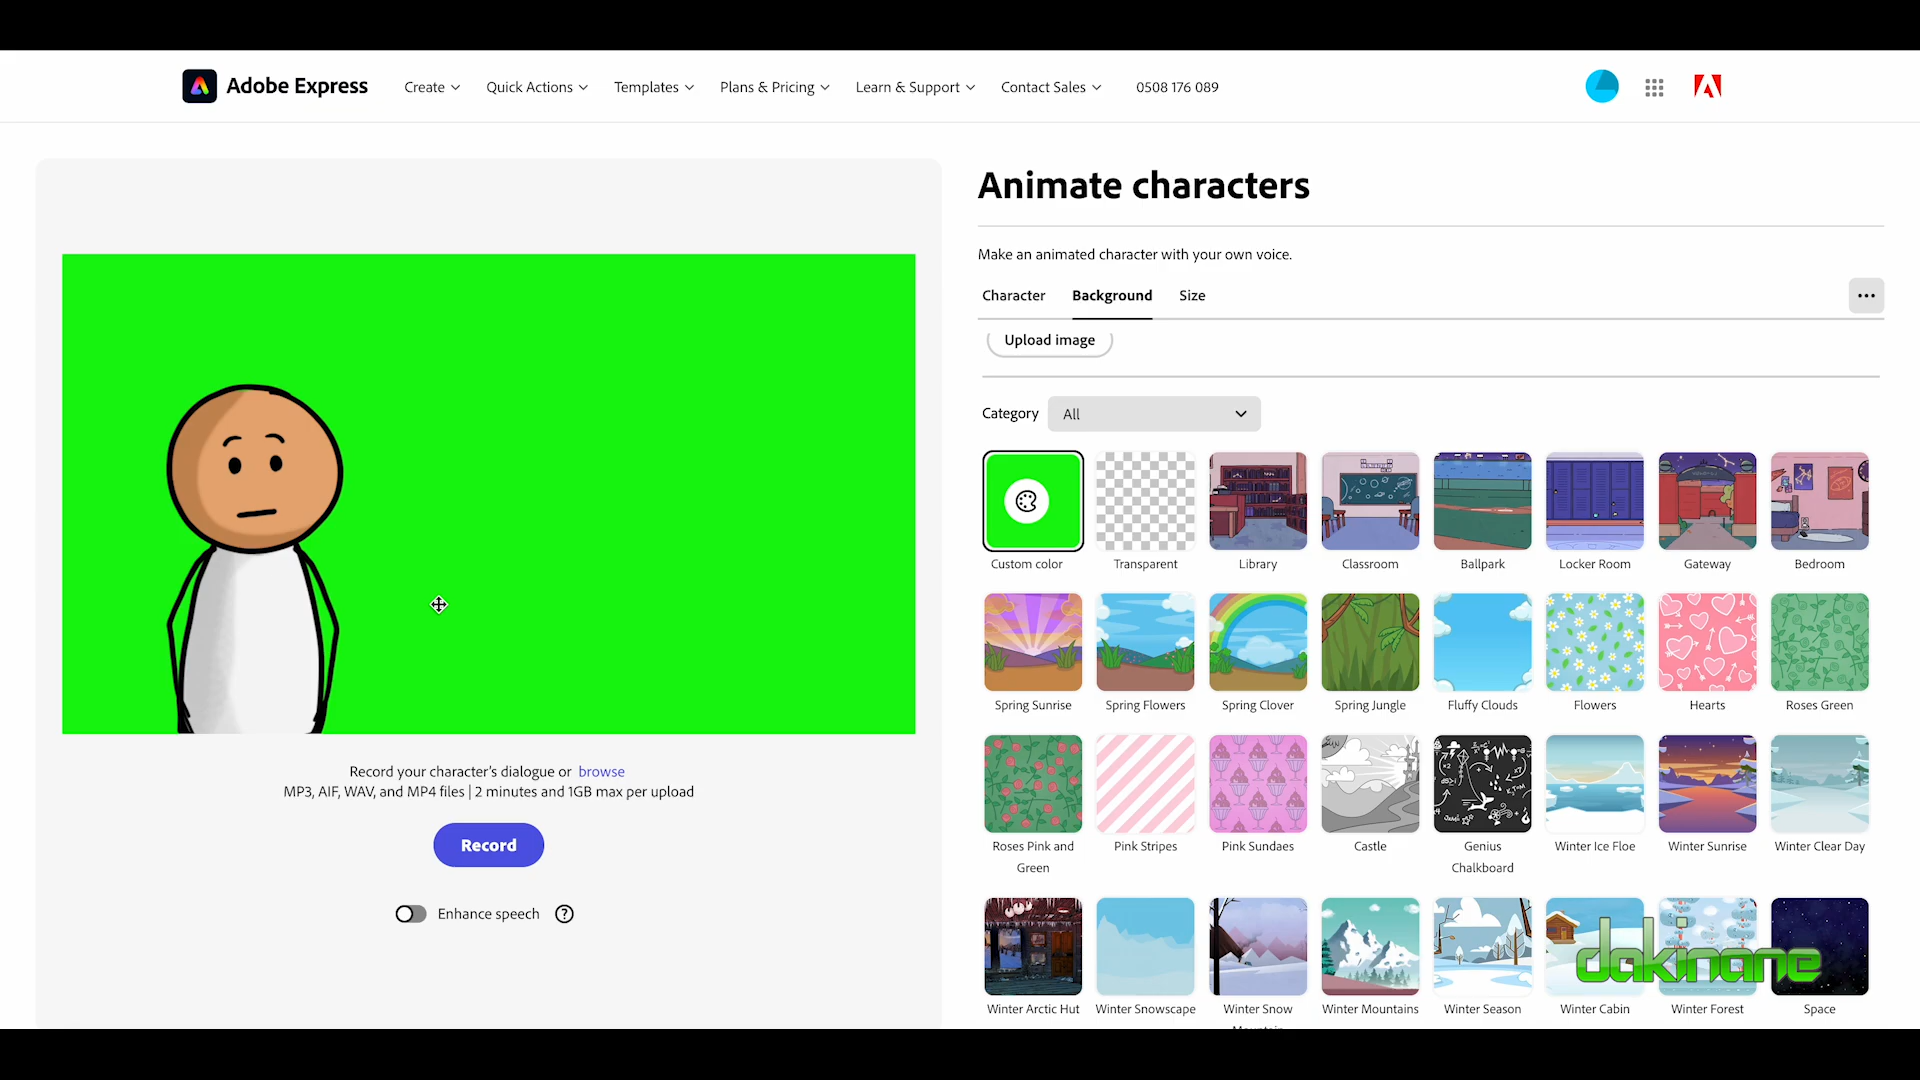 Adobe Express
Create
Quick Actions
Templates
Plans & Pricing
Learn & Support
Contact Sales
0508 176 089
Animate characters
Make an animated character with your own voice.
Character
Background
Size
Upload image
Category
All
Custom color
Transparent
Library
Classroom
Ballpark
Locker Room
Gateway
Bedroom
Spring Sunrise
Spring Flowers
Spring Clover
Spring Jungle
Fluffy Clouds
Flowers
Hearts
Roses Green
Roses Pink and
Green
Pink Stripes
Pink Sundaes
Castle
Genius
Chalkboard
Winter Ice Floe
Winter Sunrise
Winter Clear Day
Winter Arctic Hut
Winter Snowscape
Winter Snow
Mountain
Winter Mountains
Winter Season
Winter Cabin
Winter Forest
Space
Record your character's dialogue or browse
MP3, AIF, WAV, and MP4 files | 2 minutes and 1GB max per upload
Record
Enhance speech
dakinane